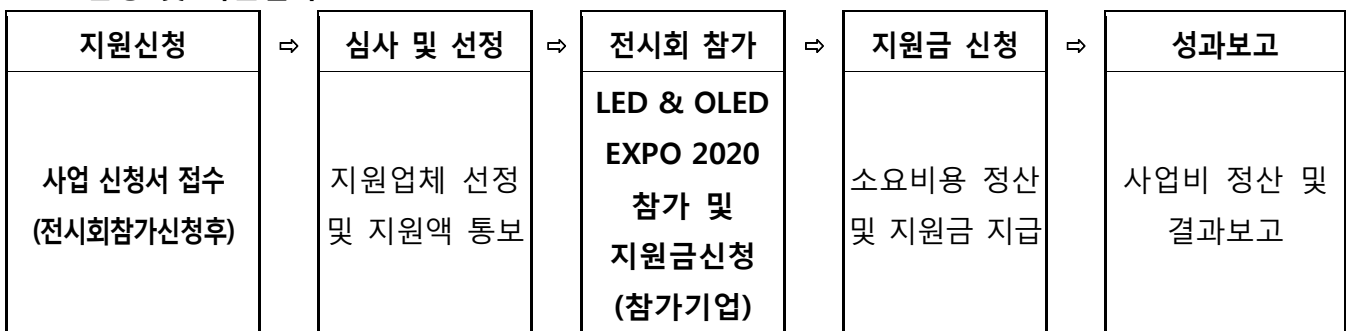 지원신청 ⇨ 심사 및 선정 ⇨ 전시회 참가 ⇨ 지원금 신청 ⇨ 성과보고
사업 신청서 접수
(전시회참가신청후)
지원업체 선정
및 지원액 통보
LED & OLED
EXPO 2020
참가 및
지원금신청
(참가기업)
소요비용 정산
및 지원금 지급
사업비 정산 및
결과보고